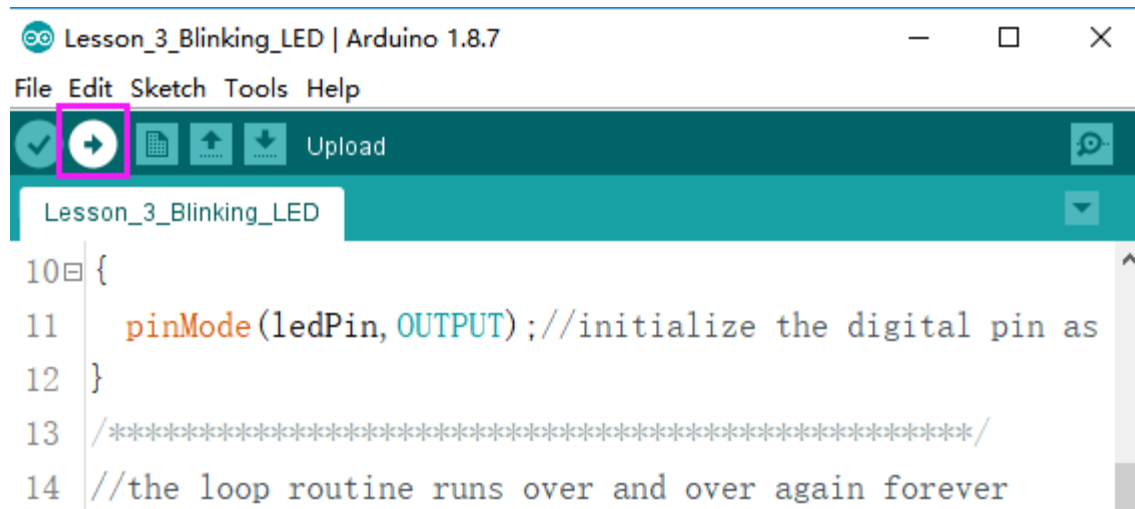 Lesson_3_Blinking_LED | Arduino 1.8.7
File Edit Sketch Tools Help
Upload
Lesson_3_Blinking_LED
10 {
11 pinMode(ledPin,OUTPUT);//initialize the digital pin as
12 }
13 /************************************************/
14 //the loop routine runs over and over again forever